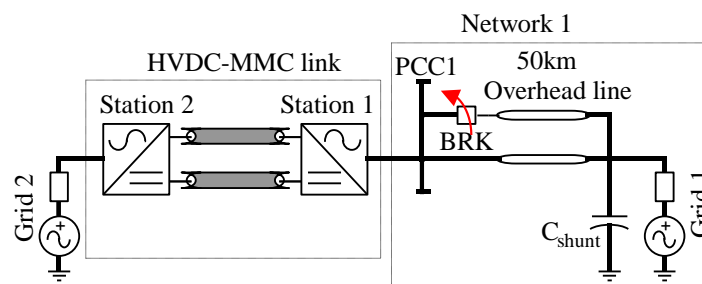 Network 1
HVDC-MMC link
PCC1
50km
Overhead line
Station 2
Station 1
BRK
Grid 2
+
Cshunt
Grid 1
+